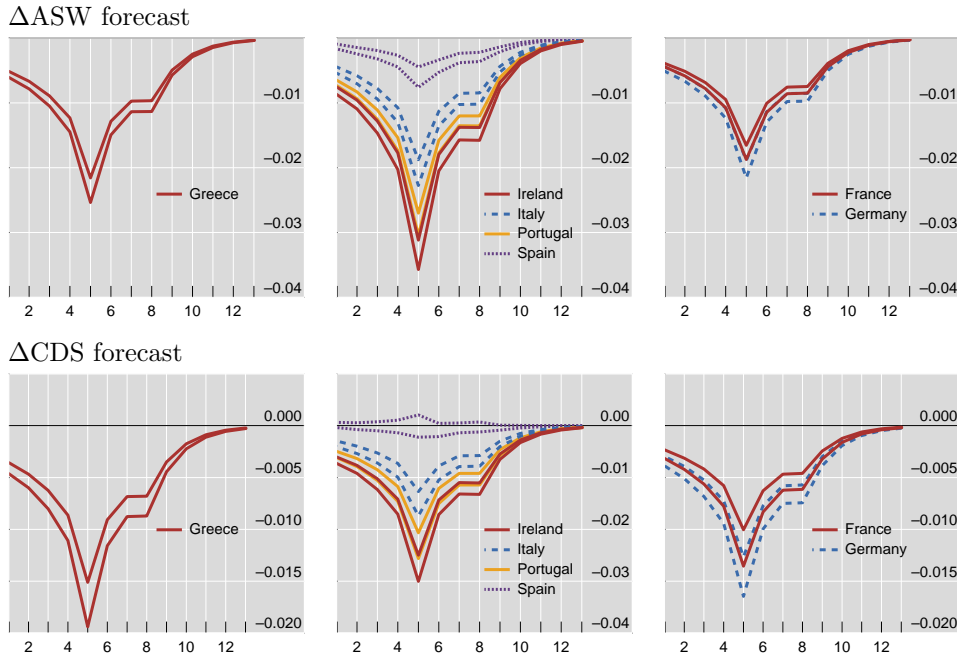 ΔASW forecast
−0.01
−0.02
−0.03
−0.04
Greece
2 4 6 8 10 12
−0.01
−0.02
−0.03
−0.04
Ireland
Italy
Portugal
Spain
2 4 6 8 10 12
−0.01
−0.02
−0.03
−0.04
France
Germany
2 4 6 8 10 12
ΔCDS forecast
0.000
−0.005
−0.010
−0.015
−0.020
Greece
2 4 6 8 10 12
0.00
−0.01
−0.02
−0.03
−0.04
Ireland
Italy
Portugal
Spain
2 4 6 8 10 12
0.000
−0.005
−0.010
−0.015
−0.020
France
Germany
2 4 6 8 10 12